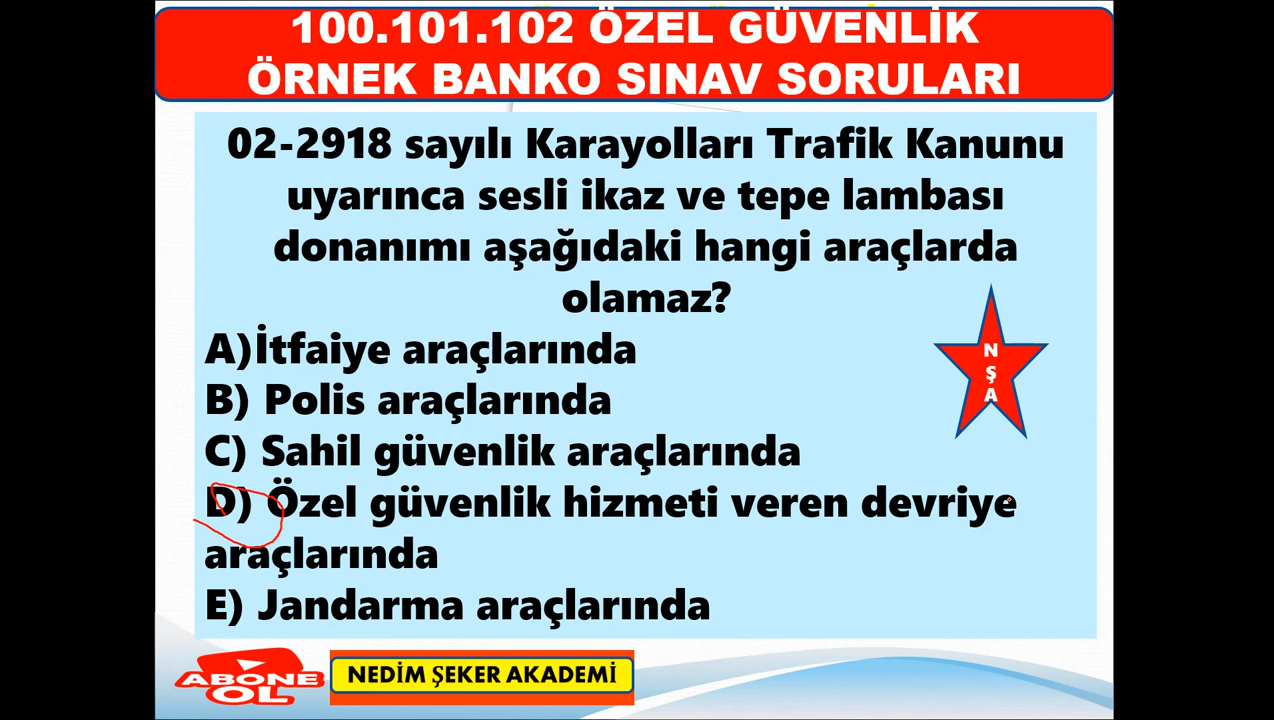 100.101.102 ÖZEL GÜVENLİK
ÖRNEK BANKO SINAV SORULARI
02-2918 sayılı Karayolları Trafik Kanunu
uyarınca sesli ikaz ve tepe lambası
donanımı aşağıdaki hangi araçlarda
olamaz?
A)İtfaiye araçlarında
B) Polis araçlarında
C) Sahil güvenlik araçlarında
D) Özel güvenlik hizmeti veren devriye
araçlarında
E) Jandarma araçlarında
N
Ş
A
ABONE
OL
NEDİM ŞEKER AKADEMİ